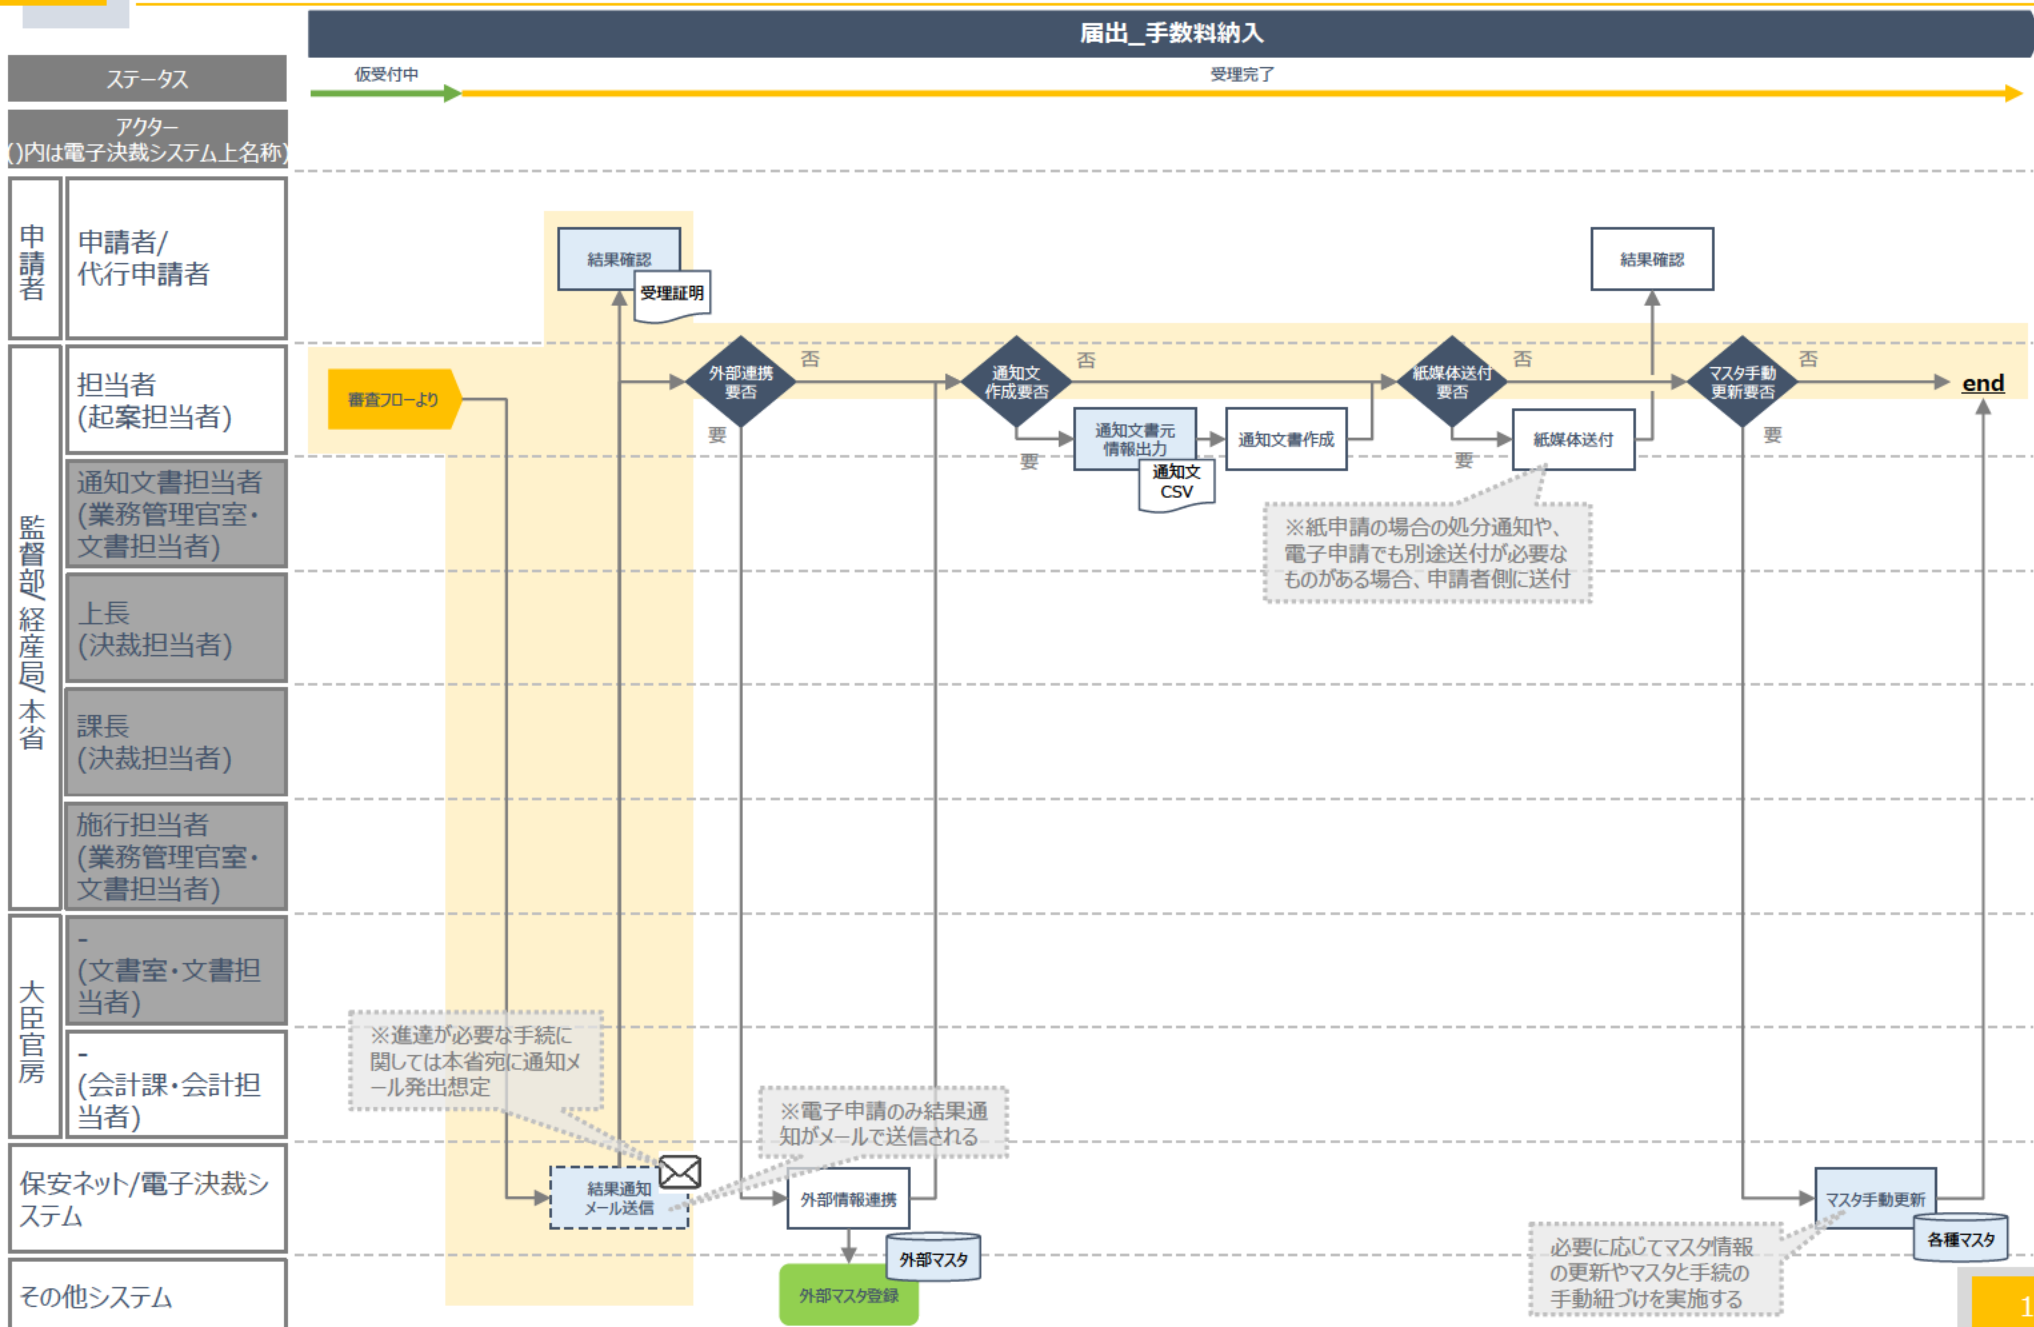 届出_手数料納入
ステータス
仮受付中
受理完了
アクター
()内は電子決裁システム上名称)
申請者
申請者/
代行申請者
結果確認
受理証明
結果確認
監督部/経産局/本省
担当者
(起案担当者)
審査フローより
外部連携
要否
否
要
通知文
作成要否
否
要
通知文書元
情報出力
通知文
CSV
通知文書作成
紙媒体送付
要否
否
要
紙媒体送付
マスタ手動
更新要否
否
要
end
※紙申請の場合の処分通知や、
電子申請でも別途送付が必要な
ものがある場合、申請者側に送付
通知文書担当者
(業務管理官室・
文書担当者)
上長
(決裁担当者)
課長
(決裁担当者)
施行担当者
(業務管理官室・
文書担当者)
大臣官房
-
(文書室・文書担
当者)
-
(会計課・会計担
当者)
※進達が必要な手続に
関しては本省宛に通知メ
ール発出想定
※電子申請のみ結果通
知がメールで送信される
保安ネット/電子決裁シ
ステム
結果通知
メール送信
外部情報連携
外部マスタ
マスタ手動更新
各種マスタ
必要に応じてマスタ情報
の更新やマスタと手続の
手動紐づけを実施する
その他システム
外部マスタ登録
1